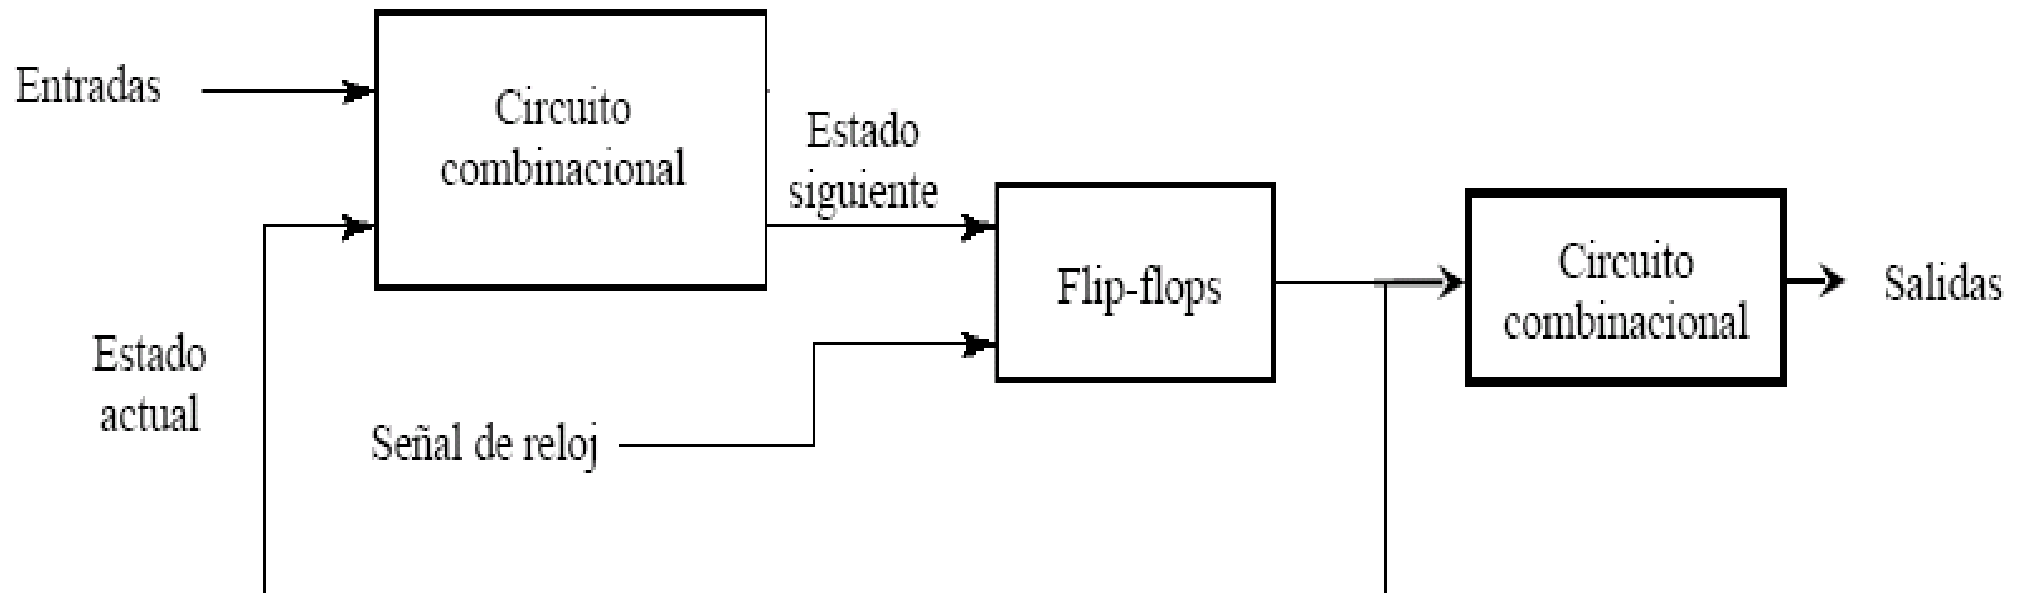 Entradas
Circuito
combinacional
Estado
siguiente
Flip-flops
Circuito
combinacional
Salidas
Estado
actual
Señal de reloj